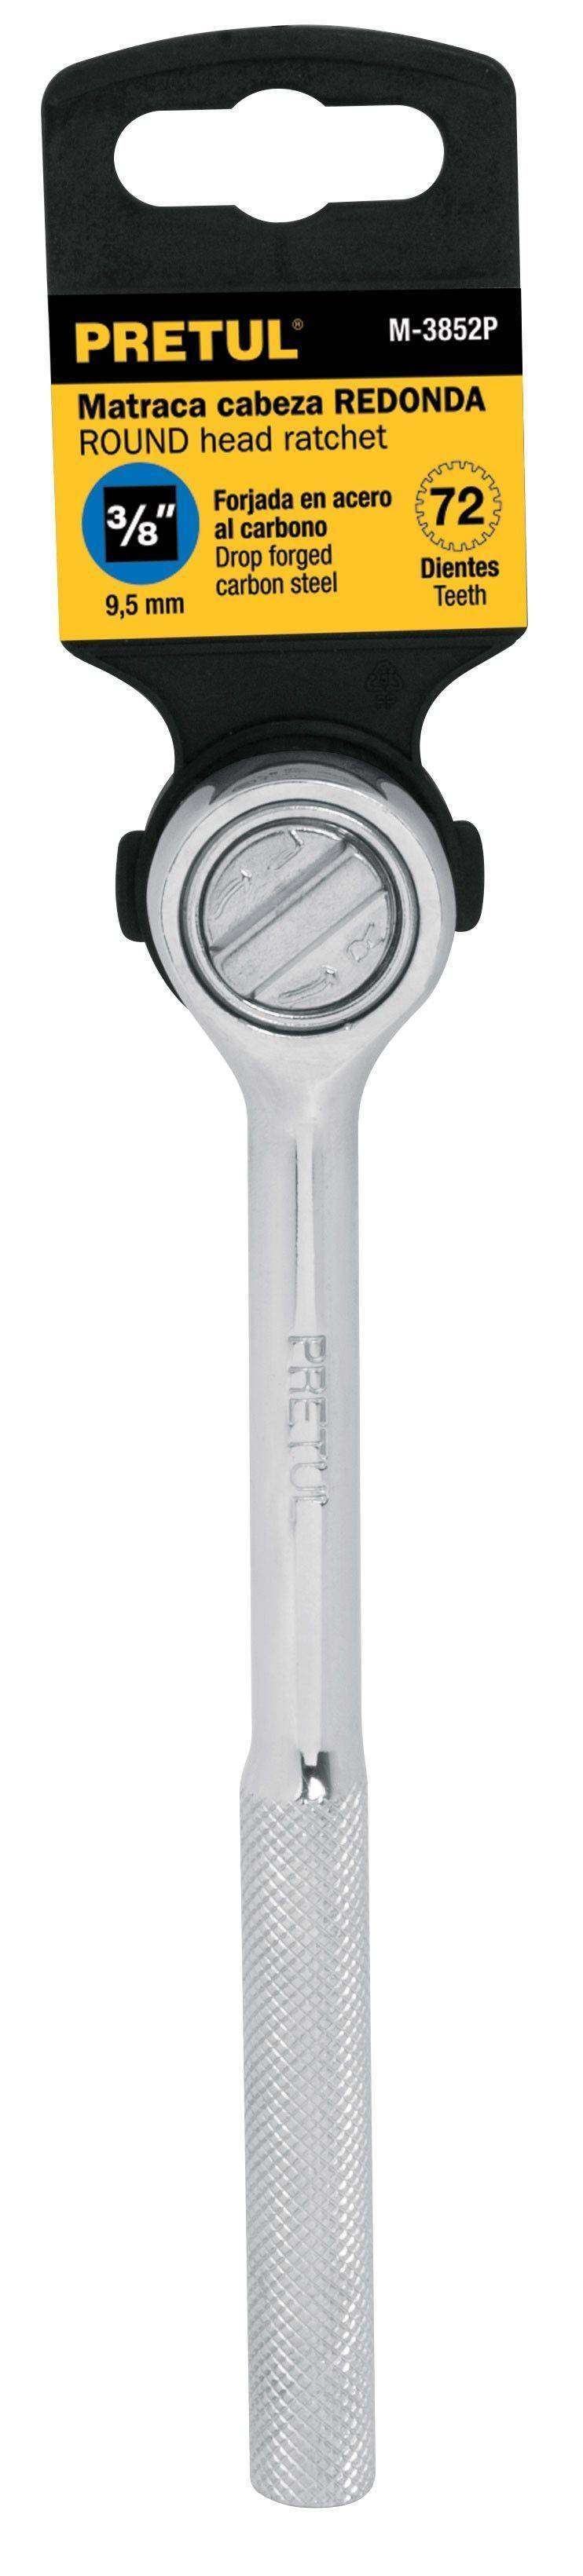 PRETUL®
M-3852P
Matraca cabeza REDONDA
ROUND head ratchet
3/8"
9,5 mm
Forjada en acero
al carbono
Drop forged
carbon steel
72
Dientes
Teeth
R
PRETUL